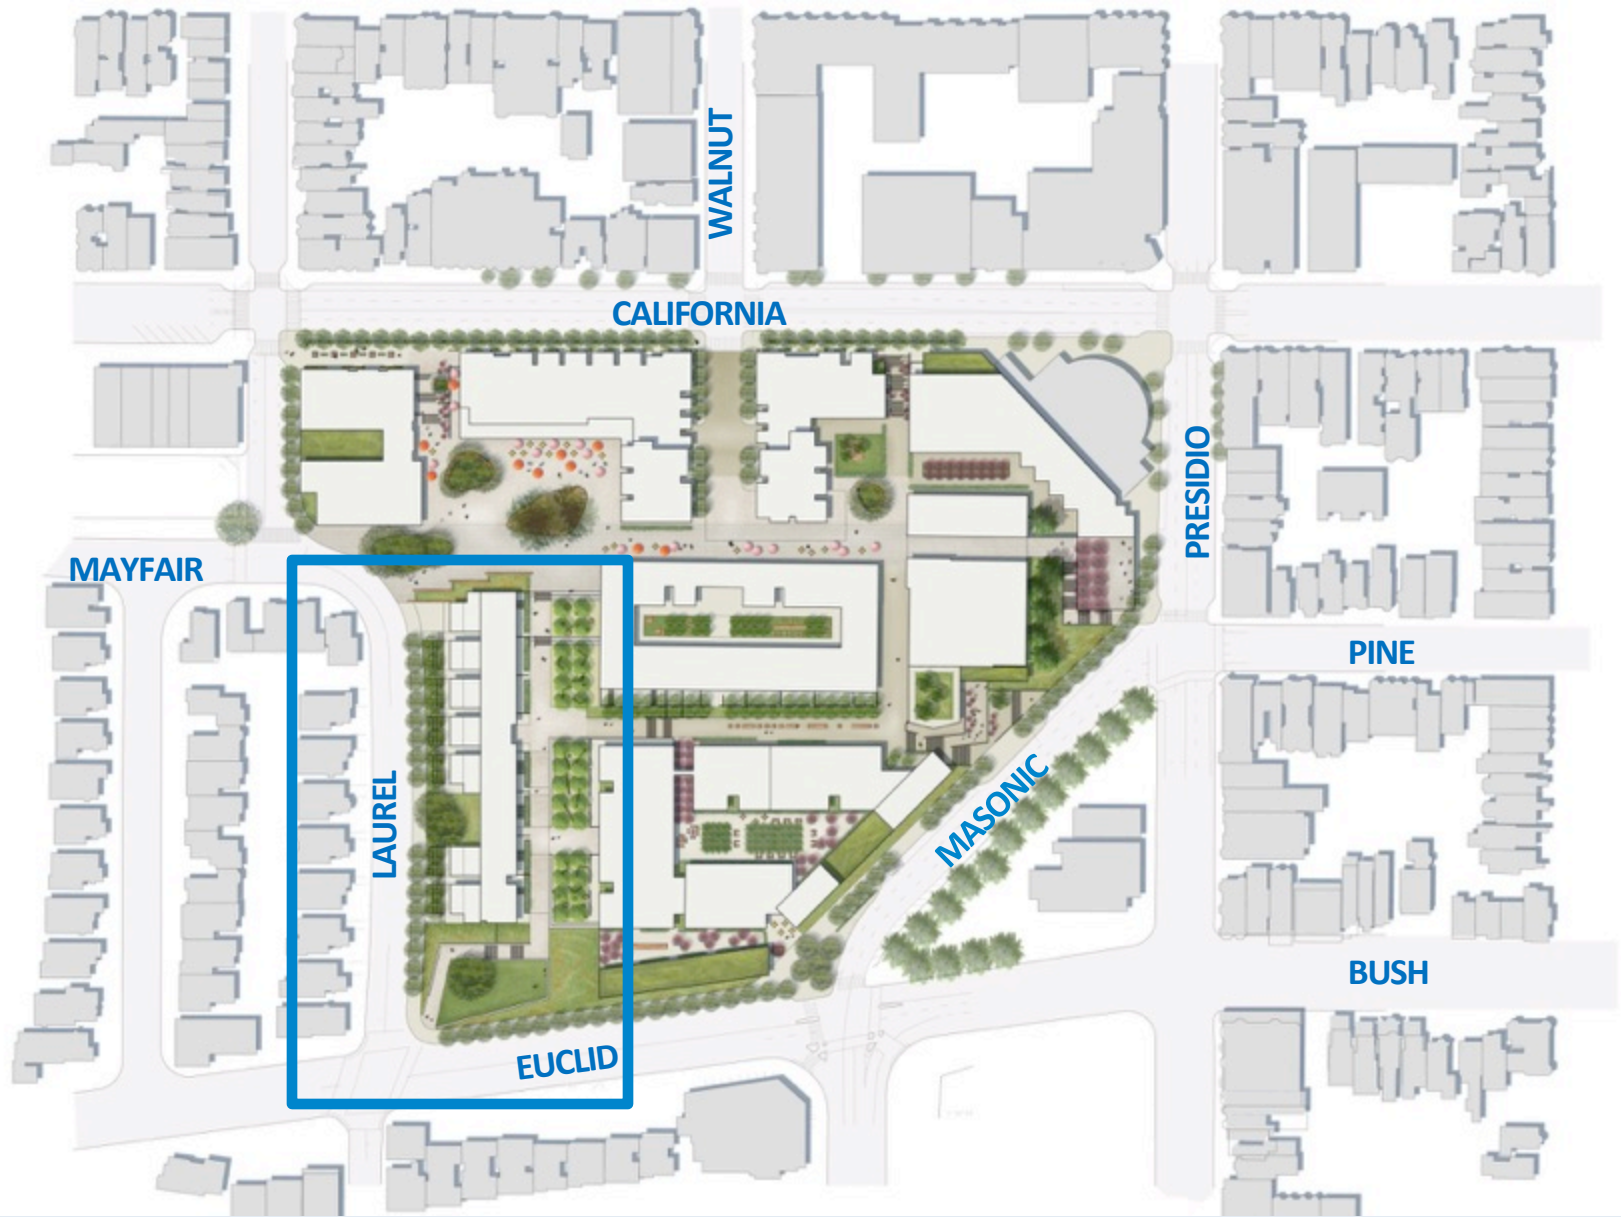 WALNUT
CALIFORNIA
PRESIDIO
MAYFAIR
PINE
LAUREL
MASONIC
BUSH
EUCLID